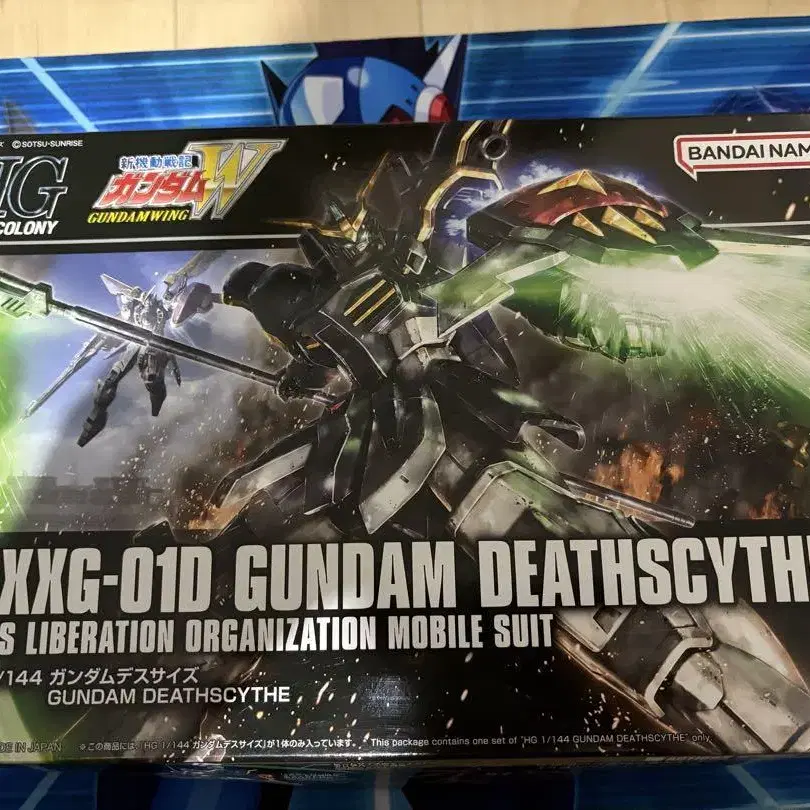 ©SOTSU・SUNRISE
HG
COLONY
新機動戦記
ガンダムW
GUNDAM WING
BANDAI NAM
XXG-01D GUNDAM DEATHSCYTHE
S LIBERATION ORGANIZATION MOBILE SUIT
/144 ガンダムデスサイズ
GUNDAM DEATHSCYTHE
DE IN JAPAN
※この商品には、「HG 1/144 ガンダムデスサイズ」が1体のみ入っています。
This package contains one set of "HG 1/144 GUNDAM DEATHSCYTHE" only.